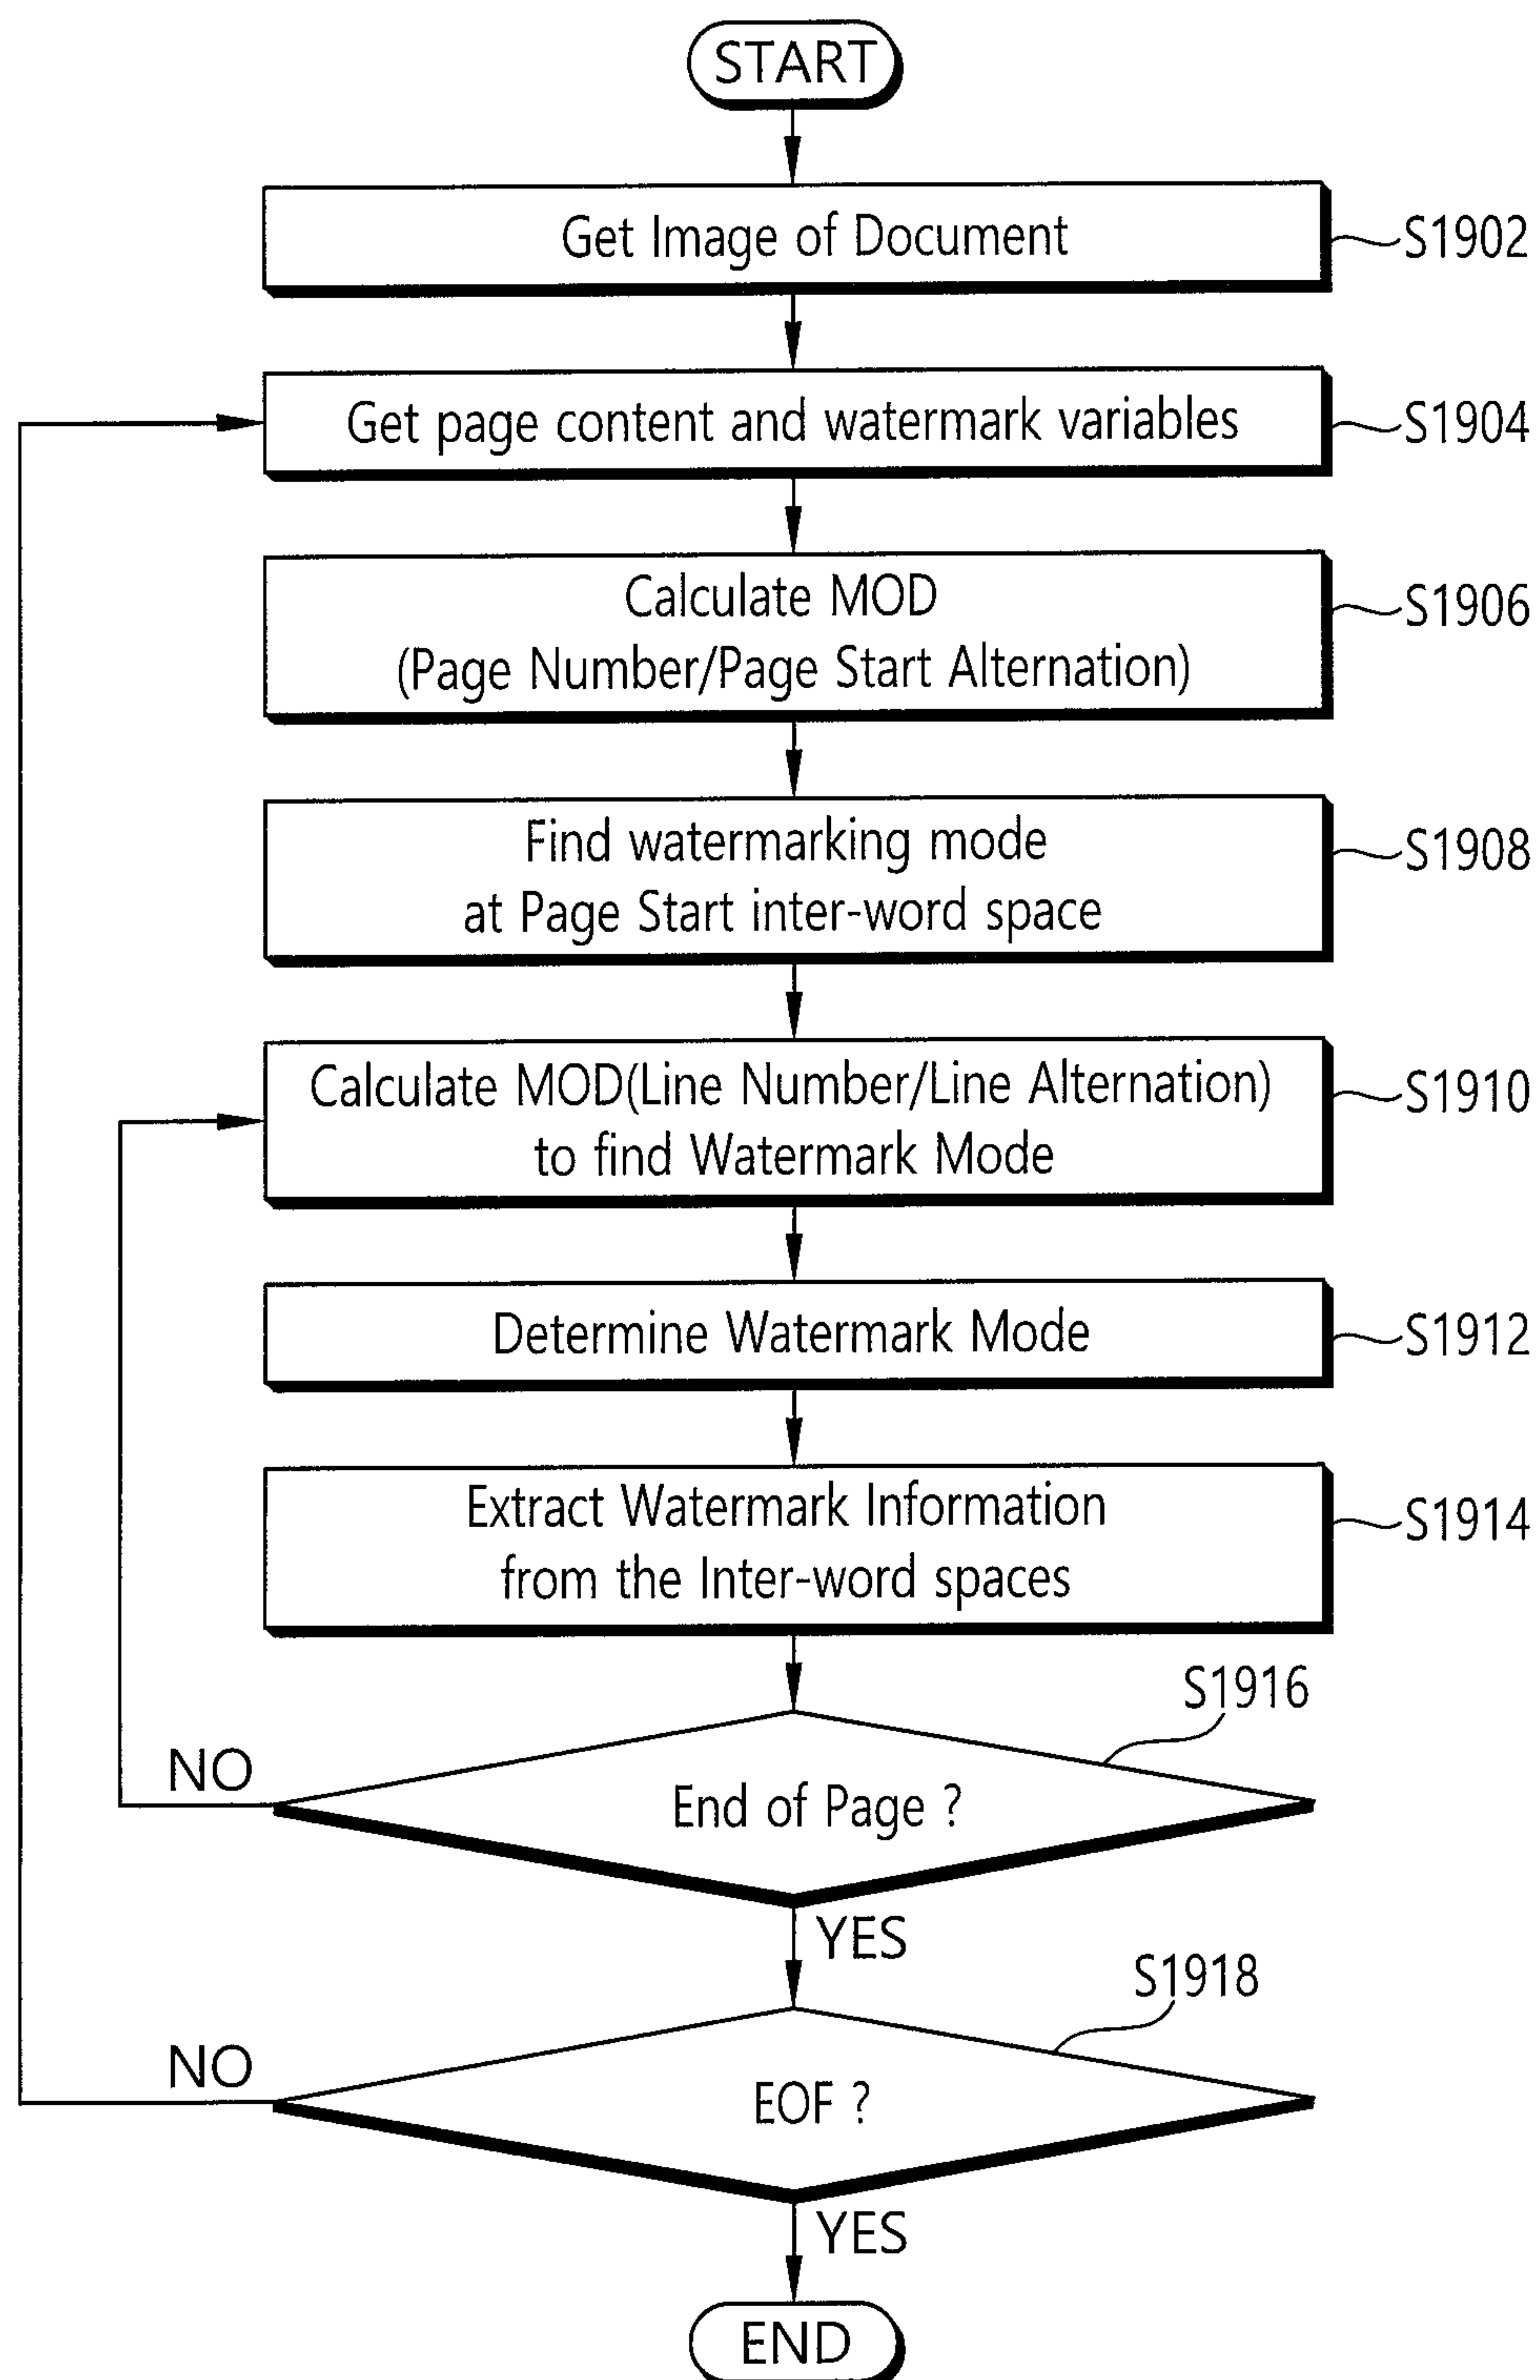 START
Get Image of Document
S1902
Get page content and watermark variables
S1904
Calculate MOD
(Page Number/Page Start Alternation)
S1906
Find watermarking mode
at Page Start inter-word space
S1908
Calculate MOD(Line Number/Line Alternation)
to find Watermark Mode
S1910
Determine Watermark Mode
S1912
Extract Watermark Information
from the Inter-word spaces
S1914
S1916
NO
End of Page ?
YES
S1918
NO
EOF ?
YES
END